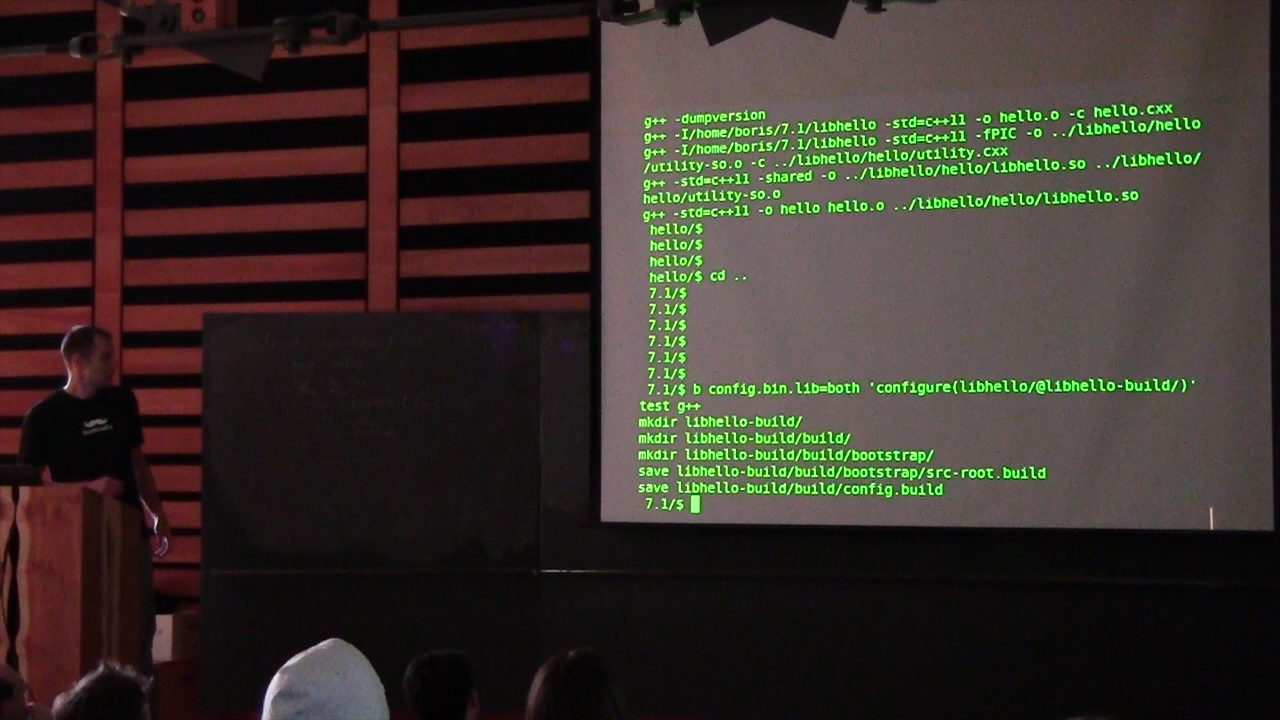 g++ -dumpversion
g++ -I/home/boris/7.1/libhello -std=c++11 -o hello.o -c hello.cxx
g++ -I/home/boris/7.1/libhello -std=c++11 -fPIC -o ../libhello/hello
/utility-so.o -c ../libhello/hello/utility.cxx
g++ -std=c++11 -shared -o ../libhello/hello/libhello.so ../libhello/
hello/utility-so.o
g++ -std=c++11 -o hello hello.o ../libhello/hello/libhello.so
hello/$
hello/$
hello/$
hello/$ cd ..
7.1/$
7.1/$
7.1/$
7.1/$
7.1/$
7.1/$
7.1/$ b config.bin.lib=both 'configure(libhello/@libhello-build/)'
test g++
mkdir libhello-build/
mkdir libhello-build/build/
mkdir libhello-build/build/bootstrap/
save libhello-build/build/bootstrap/src-root.build
save libhello-build/build/config.build
7.1/$